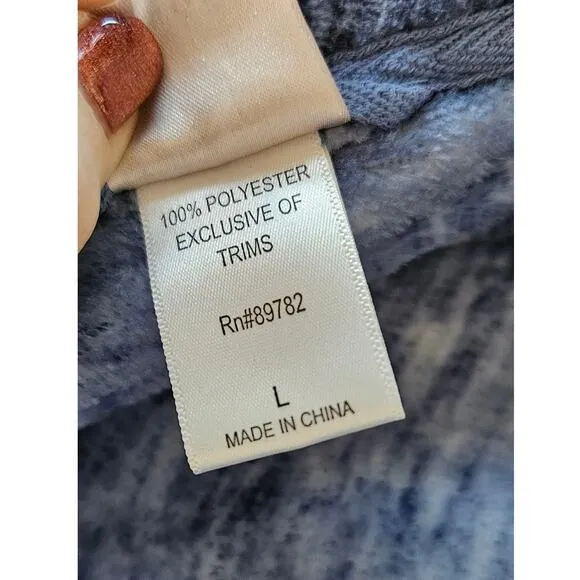 100% POLYESTER
EXCLUSIVE OF
TRIMS
Rn#89782
L
MADE IN CHINA